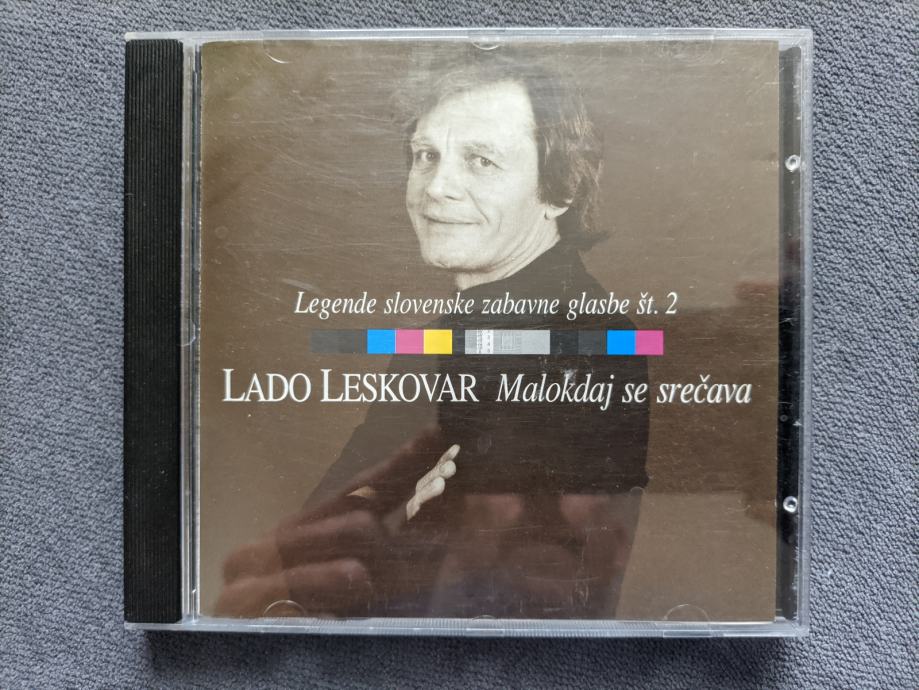 Legende slovenske zabavne glasbe št. 2
LADO LESKOVAR Malokdaj se srečava